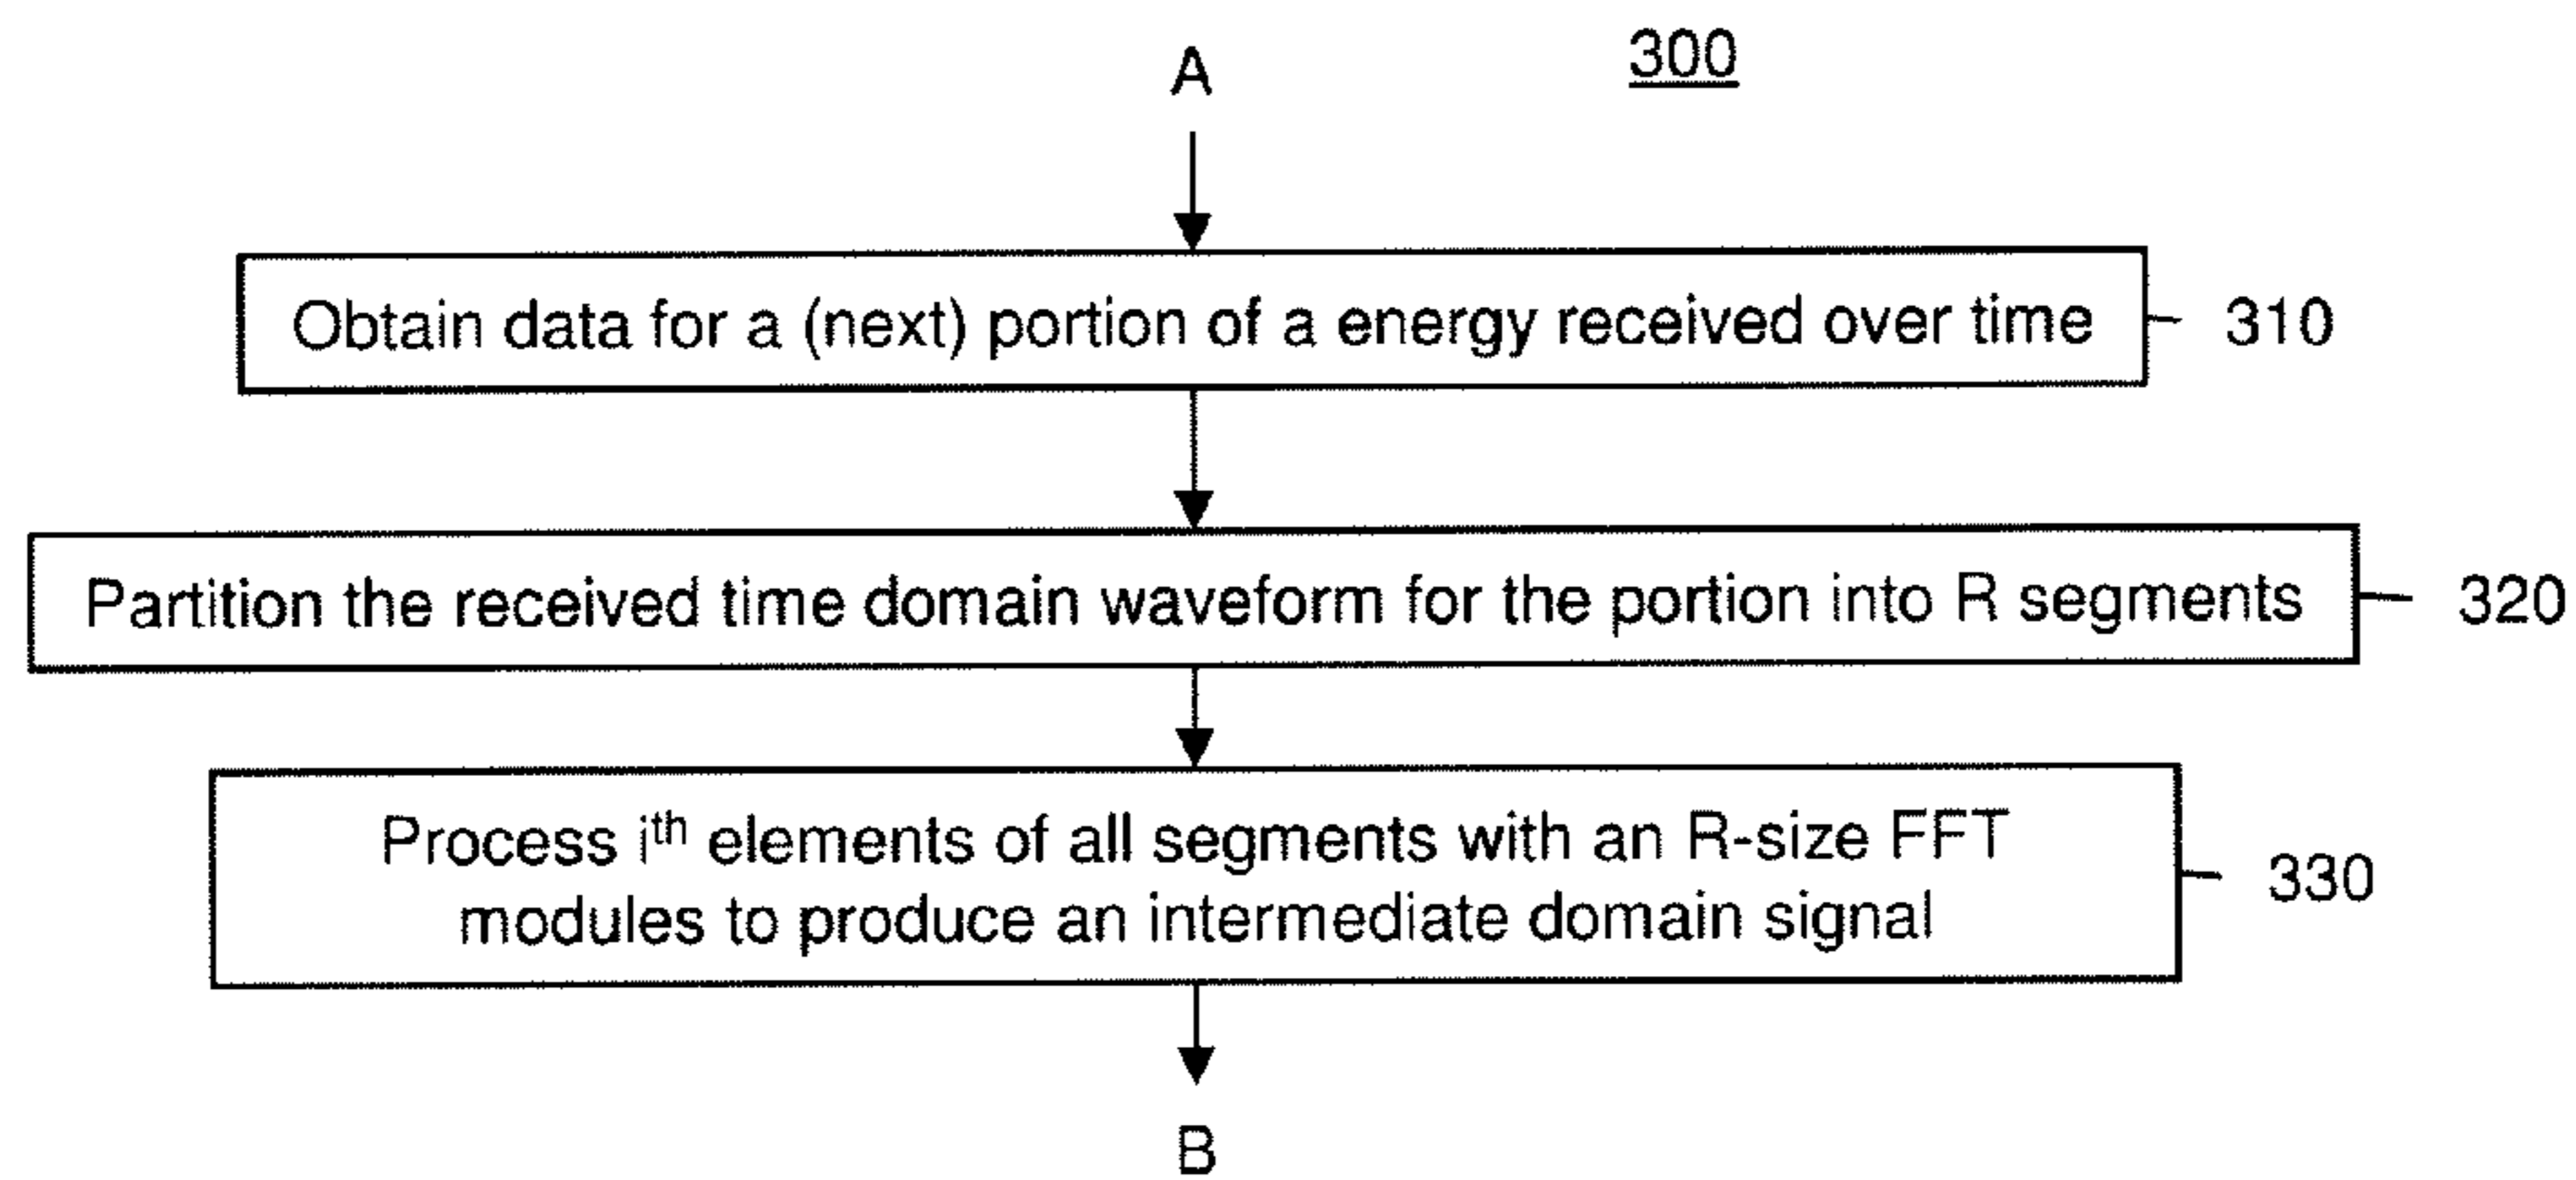 300
A
Obtain data for a (next) portion of a energy received over time
310
Partition the received time domain waveform for the portion into R segments
320
Process iᵗʰ elements of all segments with an R-size FFT
modules to produce an intermediate domain signal
330
B